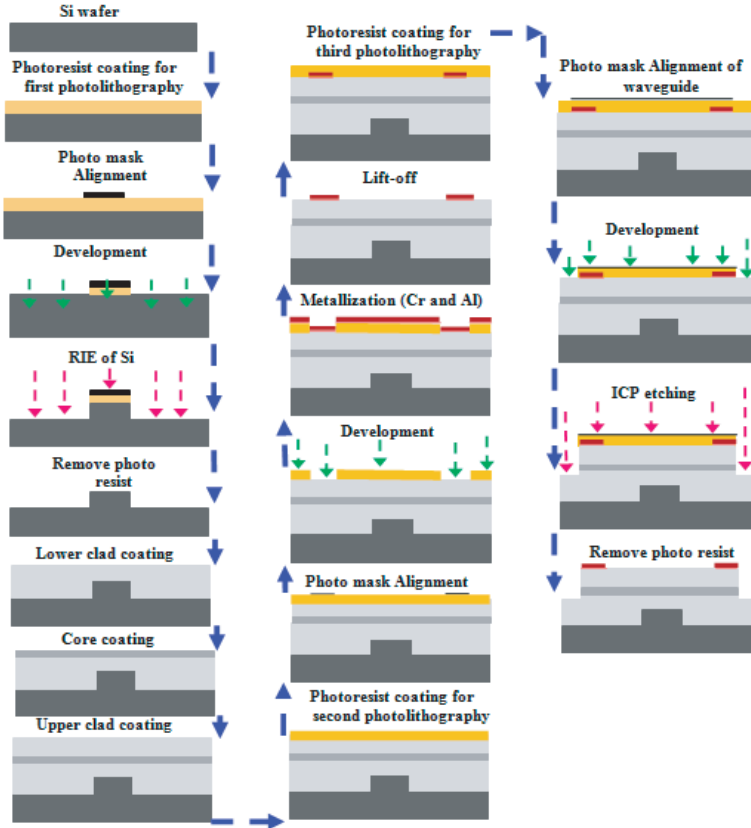 Si wafer
Photoresist coating for
first photolithography
Photo mask
Alignment
Development
RIE of Si
Remove photo
resist
Lower clad coating
Core coating
Upper clad coating
Photoresist coating for
second photolithography
Photo mask Alignment
Development
Metallization (Cr and Al)
Lift-off
Photoresist coating for
third photolithography
Photo mask Alignment of
waveguide
Development
ICP etching
Remove photo resist